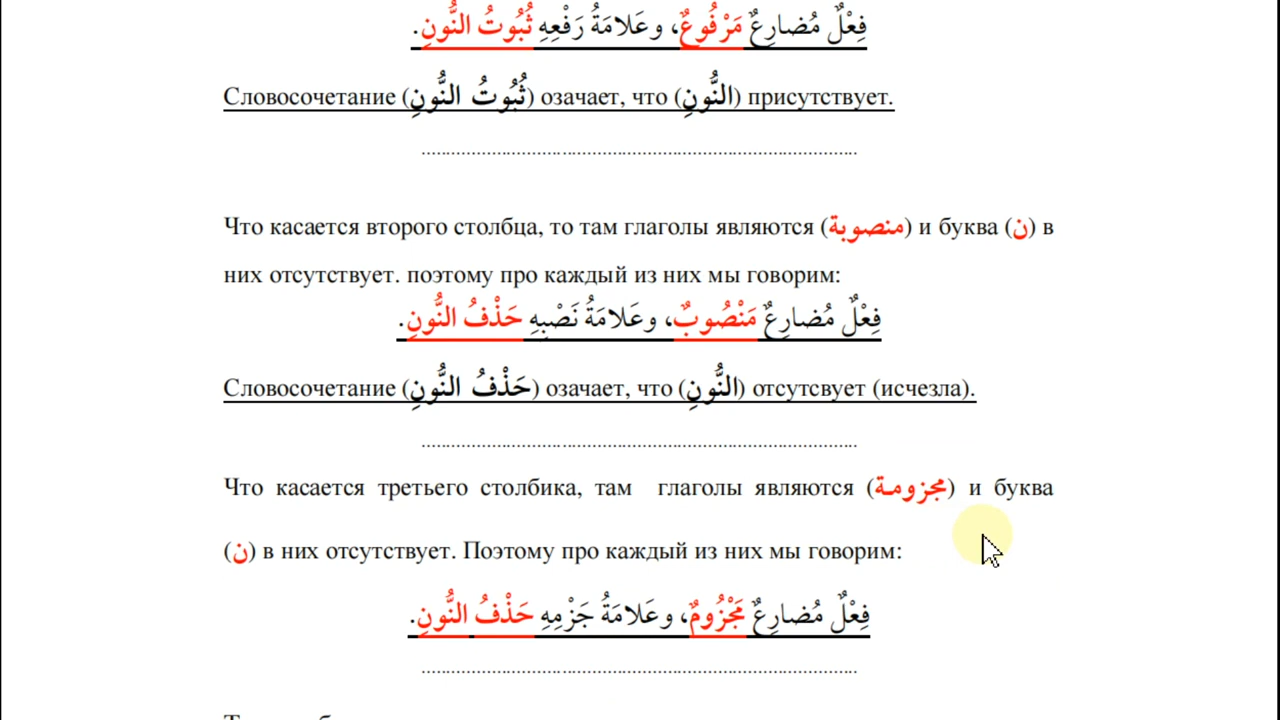 فِعْلٌ مُضارِعٌ مَرْفُوعٌ، وعَلامَةُ رَفْعِهِ ثُبُوتُ النُّونِ.
Словосочетание (ثُبُوتُ النُّونِ) озачает, что (النُّونِ) присутствует.
Что касается второго столбца, то там глаголы являются (منصوبة) и буква (ن) в
них отсутствует. поэтому про каждый из них мы говорим:
فِعْلٌ مُضارِعٌ مَنْصُوبٌ، وعَلامَةُ نَصْبِهِ حَذْفُ النُّونِ.
Словосочетание (حَذْفُ النُّونِ) озачает, что (النُّونِ) отсутсвует (исчезла).
Что касается третьего столбика, там глаголы являются (مجزومة) и буква
(ن) в них отсутствует. Поэтому про каждый из них мы говорим:
فِعْلٌ مُضارِعٌ مَجْزُومٌ، وعَلامَةُ جَزْمِهِ حَذْفُ النُّونِ.